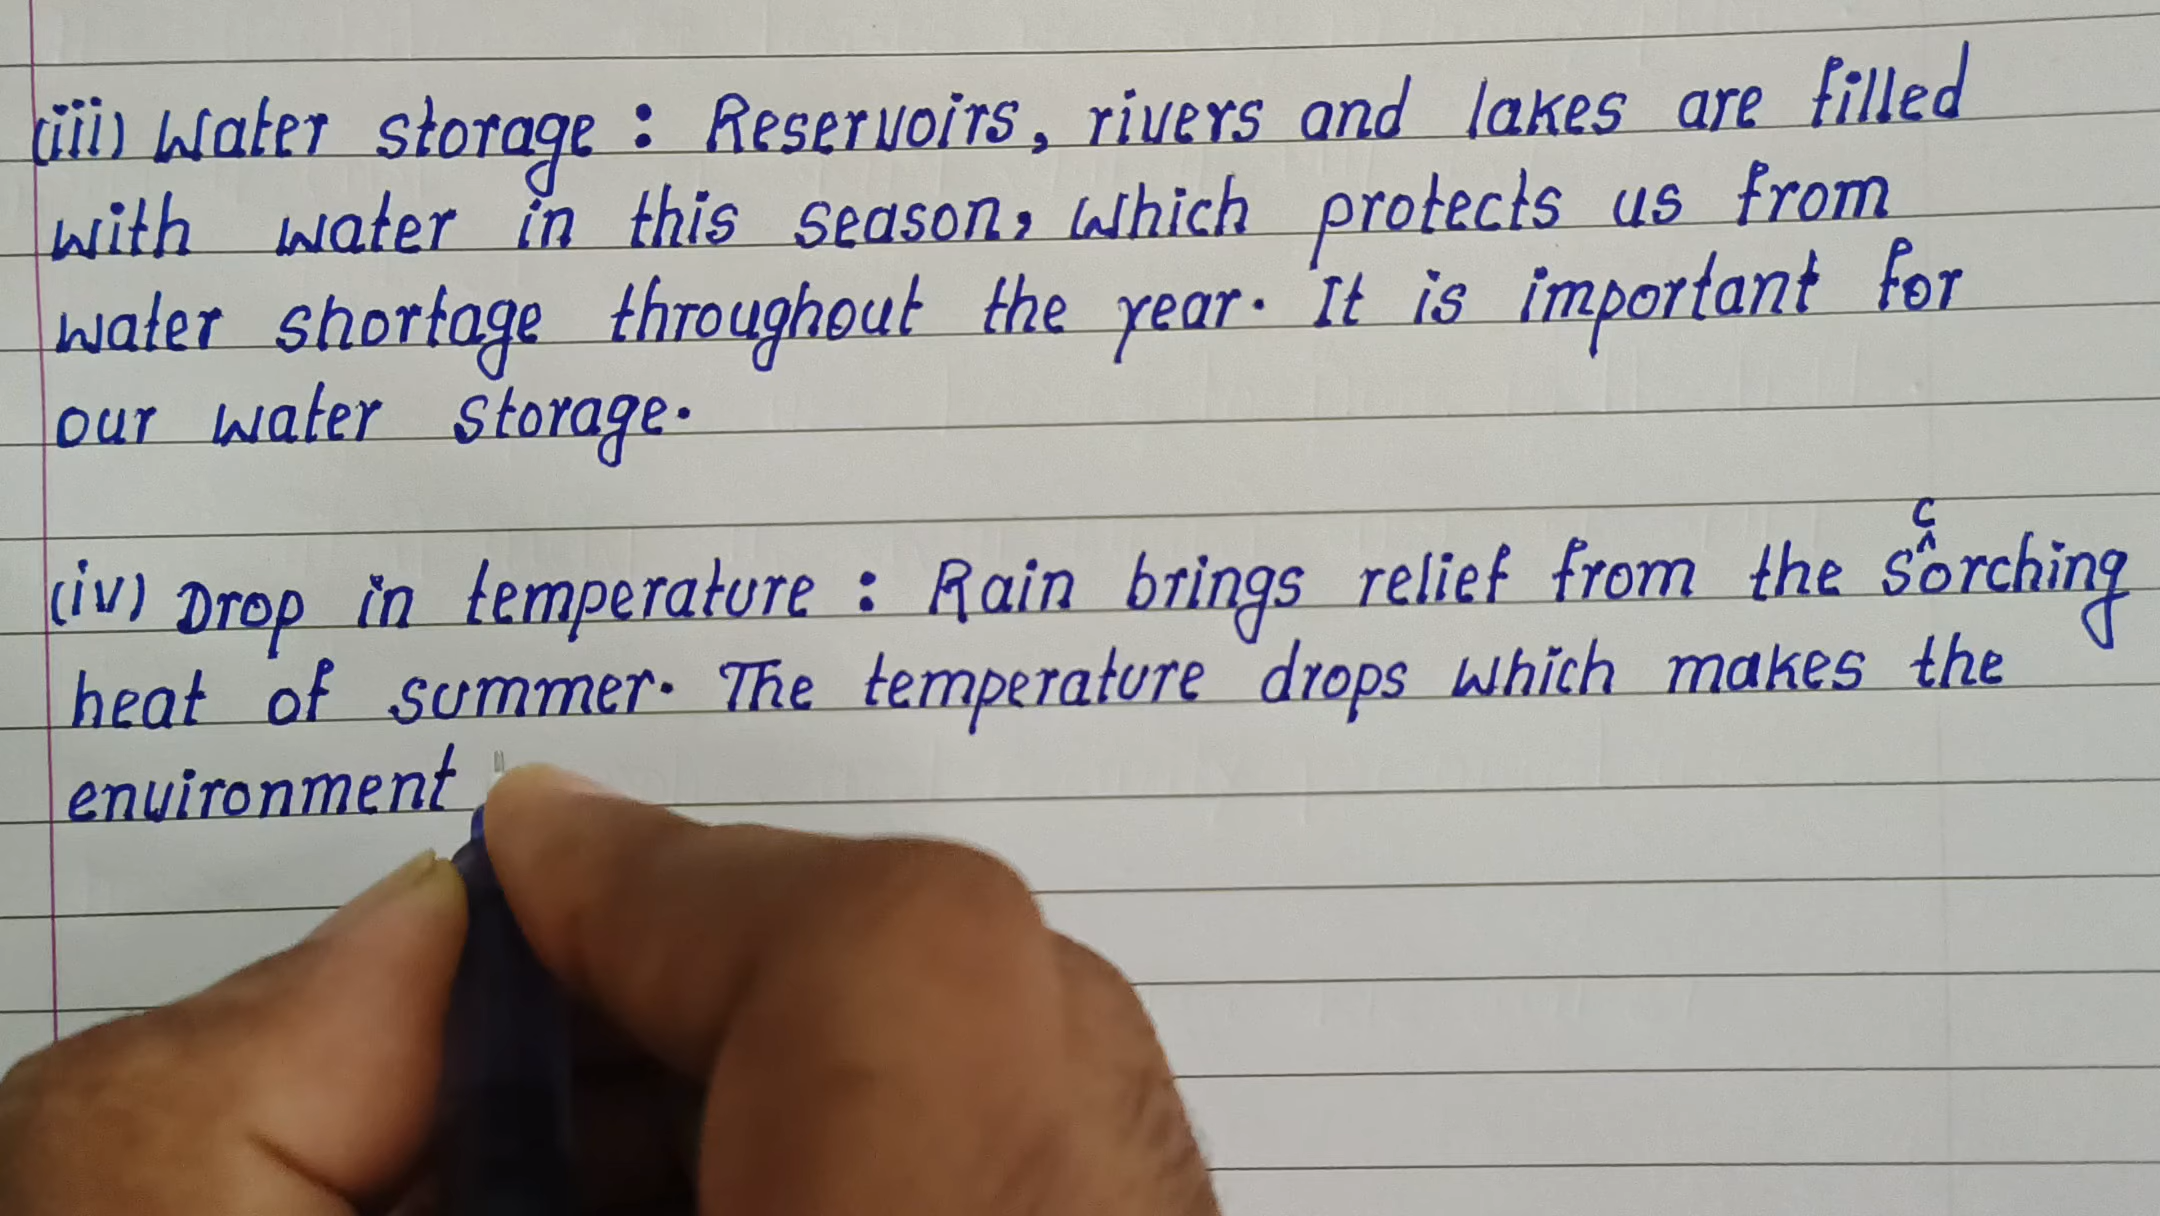 (iii) Water storage : Reservoirs, rivers and lakes are filled
with water in this season, which protects us from
water shortage throughout the year. It is important for
our water storage.
(iv) Drop in temperature : Rain brings relief from the scorching
heat of summer. The temperature drops which makes the
environment